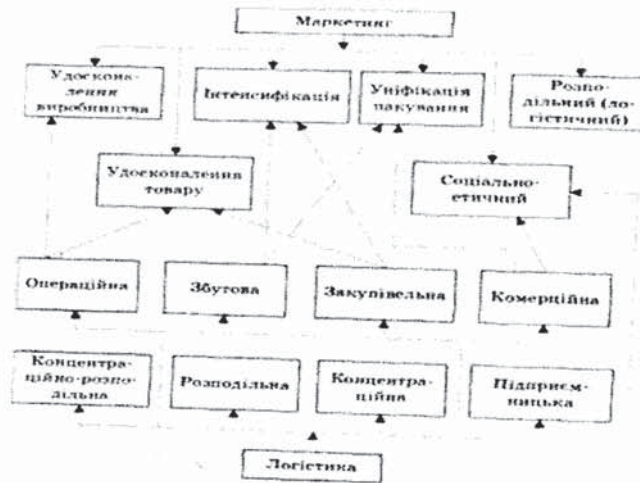 Маркетинг
Удоскона-
лення
виробництва
Інтенсифікація
Уніфікація
пакування
Розпо-
дільний (ло-
гістичний)
Удосконалення
товару
Соціально-
етичний
Операційна
Збутова
Закупівельна
Комерційна
Концентра-
ційно-розпо-
дільна
Розподільна
Концентра-
ційна
Підприєм-
ницька
Логістика